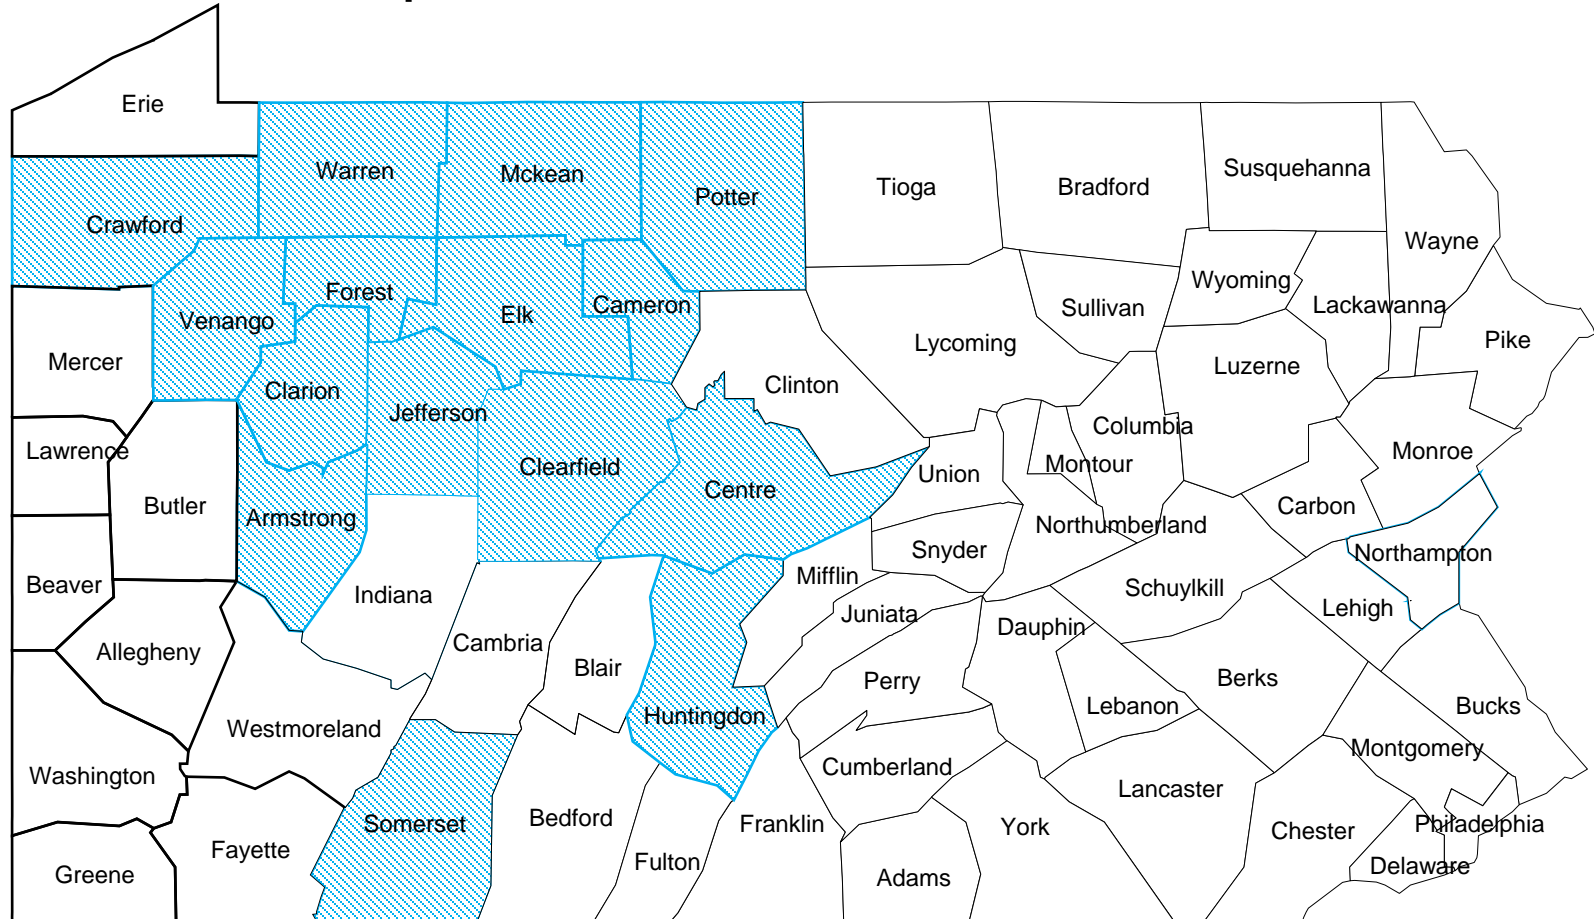 Erie
Warren
Mckean
Potter
Tioga
Bradford
Susquehanna
Wayne
Crawford
Venango
Forest
Elk
Cameron
Sullivan
Wyoming
Lackawanna
Pike
Mercer
Clarion
Jefferson
Clinton
Lycoming
Luzerne
Columbia
Montour
Monroe
Lawrence
Butler
Armstrong
Clearfield
Centre
Union
Northumberland
Carbon
Northampton
Beaver
Indiana
Snyder
Mifflin
Juniata
Schuylkill
Lehigh
Allegheny
Cambria
Blair
Dauphin
Perry
Lebanon
Berks
Bucks
Westmoreland
Huntingdon
Montgomery
Washington
Cumberland
Lancaster
Somerset
Bedford
Franklin
York
Chester
Philadelphia
Greene
Fayette
Fulton
Adams
Delaware